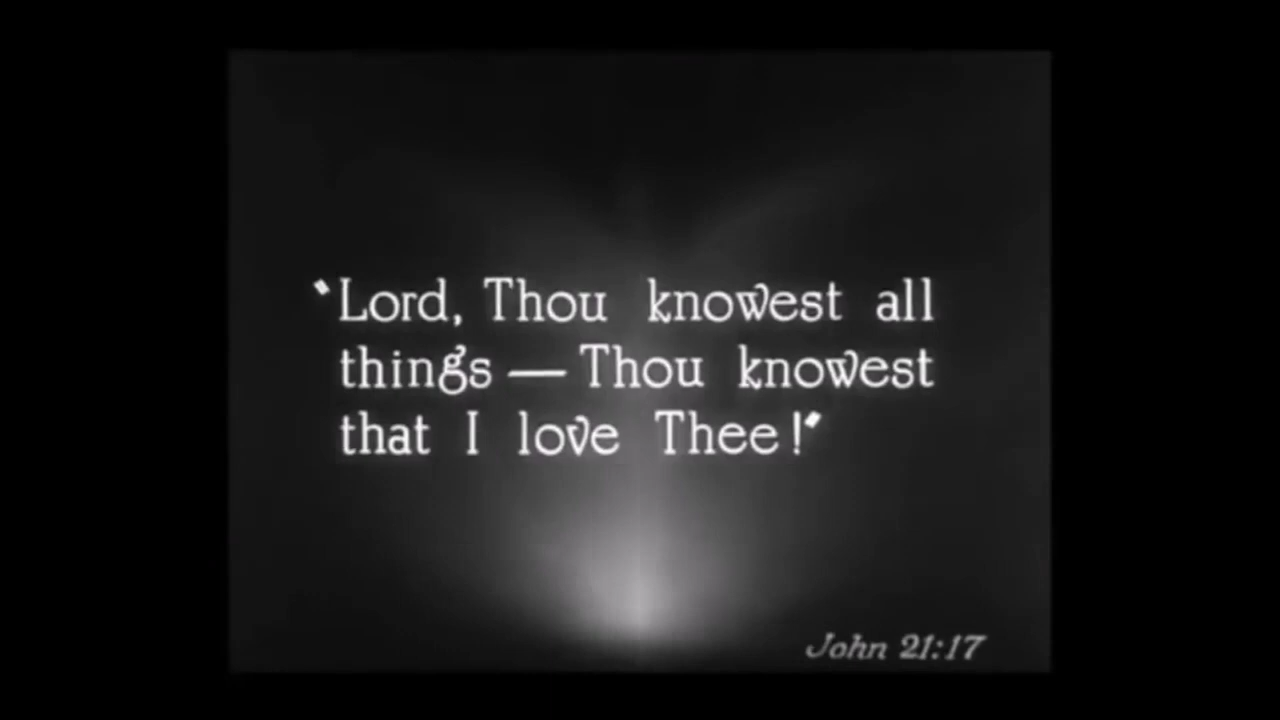 "Lord, Thou knowest all
things — Thou knowest
that I love Thee!"
John 21:17